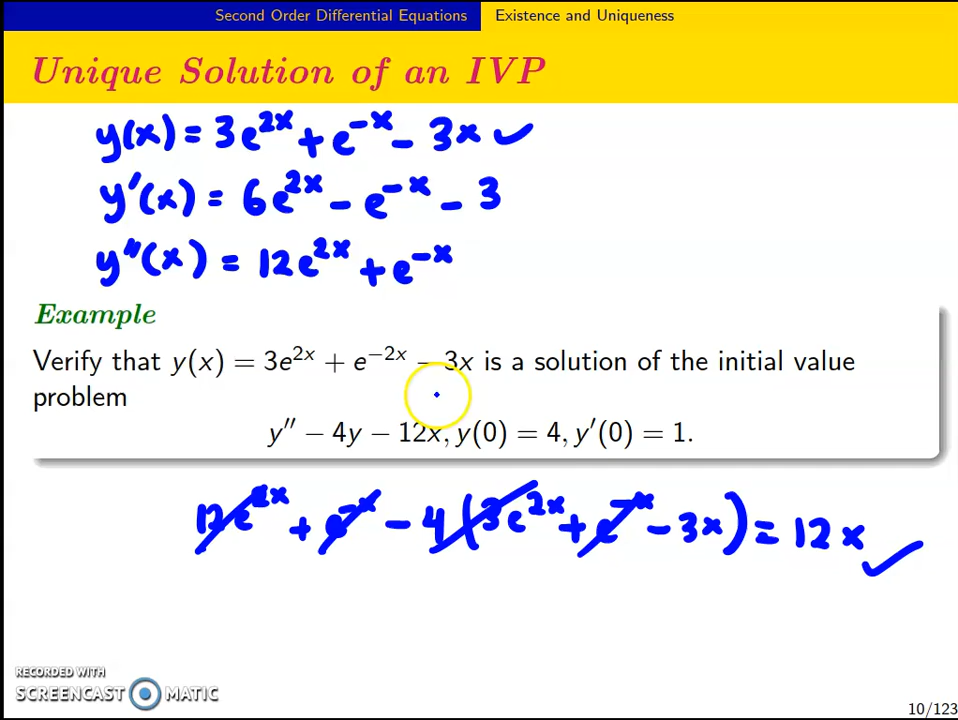 Second Order Differential Equations Existence and Uniqueness
Unique Solution of an IVP
y(x) = 3e^{2x} + e^{-x} - 3x ✓
y'(x) = 6e^{2x} - e^{-x} - 3
y''(x) = 12e^{2x} + e^{-x}
Example
Verify that y(x) = 3e^{2x} + e^{-2x} − 3x is a solution of the initial value
problem
y'' − 4y − 12x, y(0) = 4, y'(0) = 1.
12e^{2x} + e^{-x} - 4(3e^{2x} + e^{-x} - 3x) = 12x ✓
RECORDED WITH
SCREENCAST MATIC
10/123